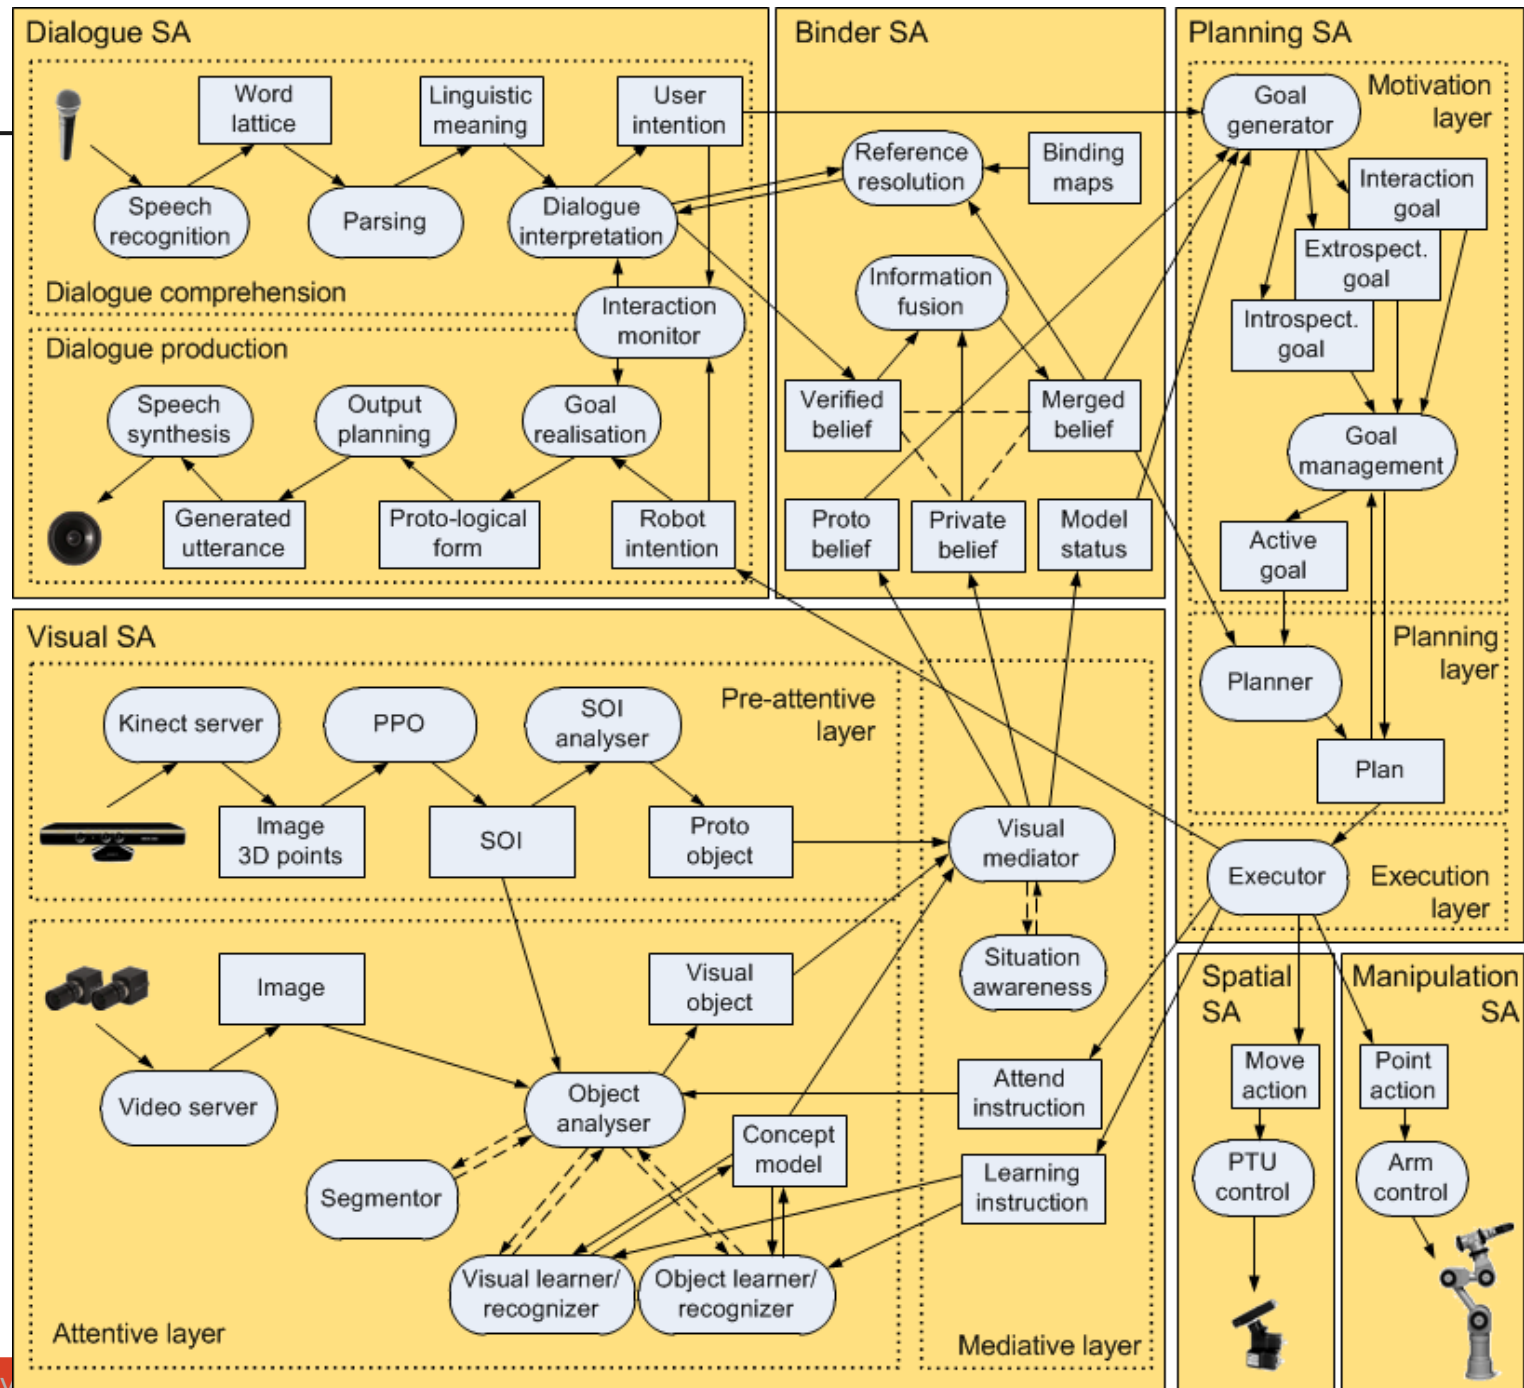 Dialogue SA
Word
lattice
Linguistic
meaning
User
intention
Speech
recognition
Parsing
Dialogue
interpretation
Dialogue comprehension
Interaction
monitor
Dialogue production
Speech
synthesis
Output
planning
Goal
realisation
Generated
utterance
Proto-logical
form
Robot
intention
Binder SA
Reference
resolution
Binding
maps
Information
fusion
Verified
belief
Merged
belief
Proto
belief
Private
belief
Model
status
Planning SA
Motivation
layer
Goal
generator
Interaction
goal
Extrospect.
goal
Introspect.
goal
Goal
management
Active
goal
Planning
layer
Planner
Plan
Executor
Execution
layer
Visual SA
Pre-attentive
layer
Kinect server
PPO
SOI
analyser
Image
3D points
SOI
Proto
object
Visual
mediator
Situation
awareness
Image
Visual
object
Video server
Object
analyser
Attend
instruction
Concept
model
Segmentor
Learning
instruction
Visual learner/
recognizer
Object learner/
recognizer
Attentive layer
Mediative layer
Spatial
SA
Move
action
PTU
control
Manipulation
SA
Point
action
Arm
control